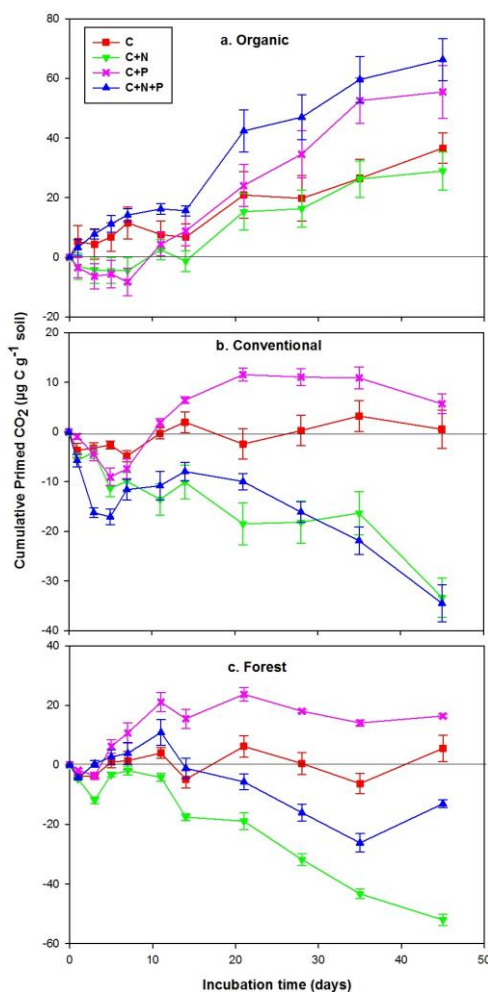 a. Organic
C
C+N
C+P
C+N+P
80
60
40
20
0
-20
b. Conventional
20
10
0
-10
-20
-30
-40
Cumulative Primed CO2 (µg C g-1 soil)
c. Forest
40
20
0
-20
-40
-60
0 10 20 30 40 50
Incubation time (days)